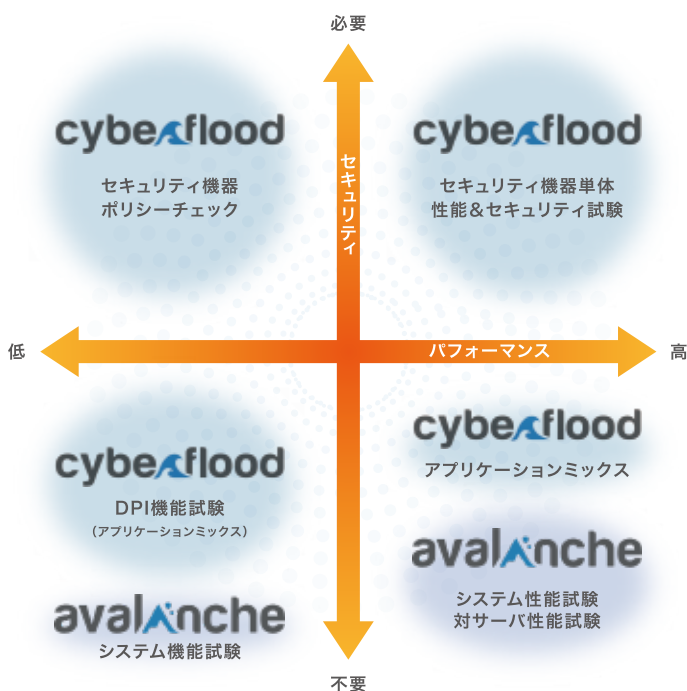 必要
cyberflood
セキュリティ機器
ポリシーチェック
cyberflood
セキュリティ機器単体
性能&セキュリティ試験
セキュリティ
低
パフォーマンス
高
cyberflood
DPI機能試験
(アプリケーションミックス)
avalanche
システム機能試験
cyberflood
アプリケーションミックス
avalanche
システム性能試験
対サーバ性能試験
不要